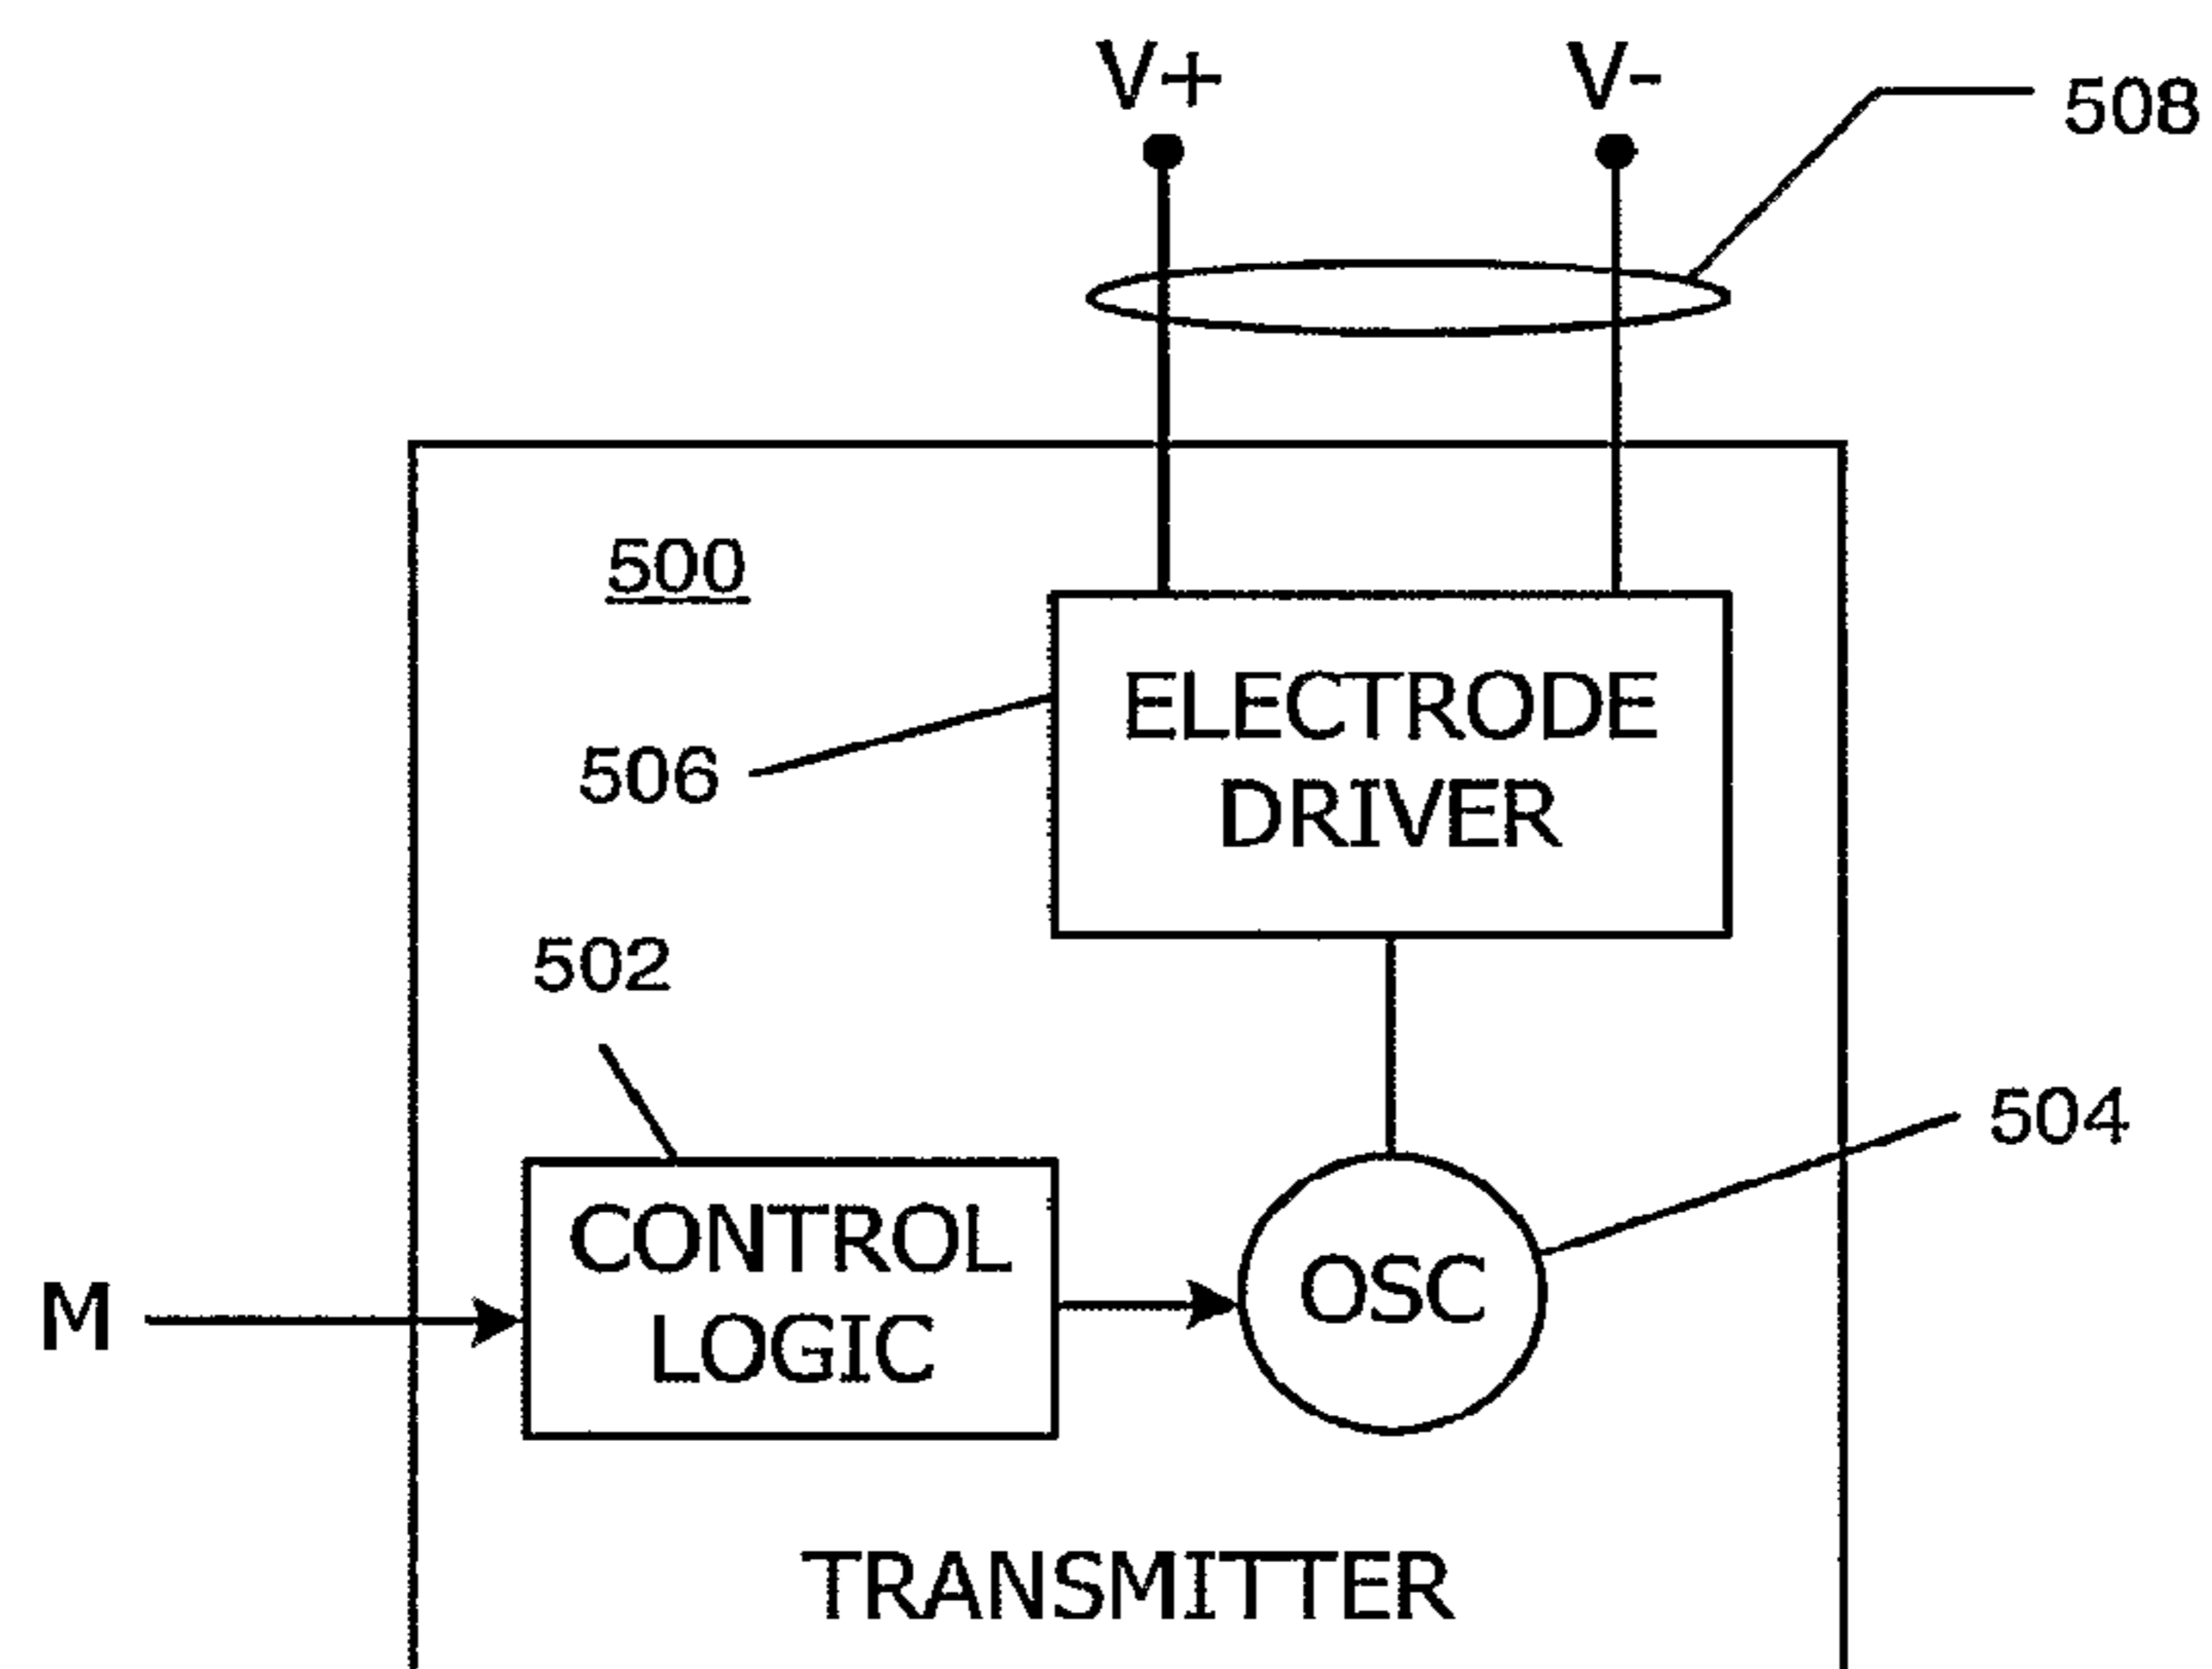 V+ V-
508
500
ELECTRODE
DRIVER
506
502
504
CONTROL
LOGIC
OSC
M
TRANSMITTER